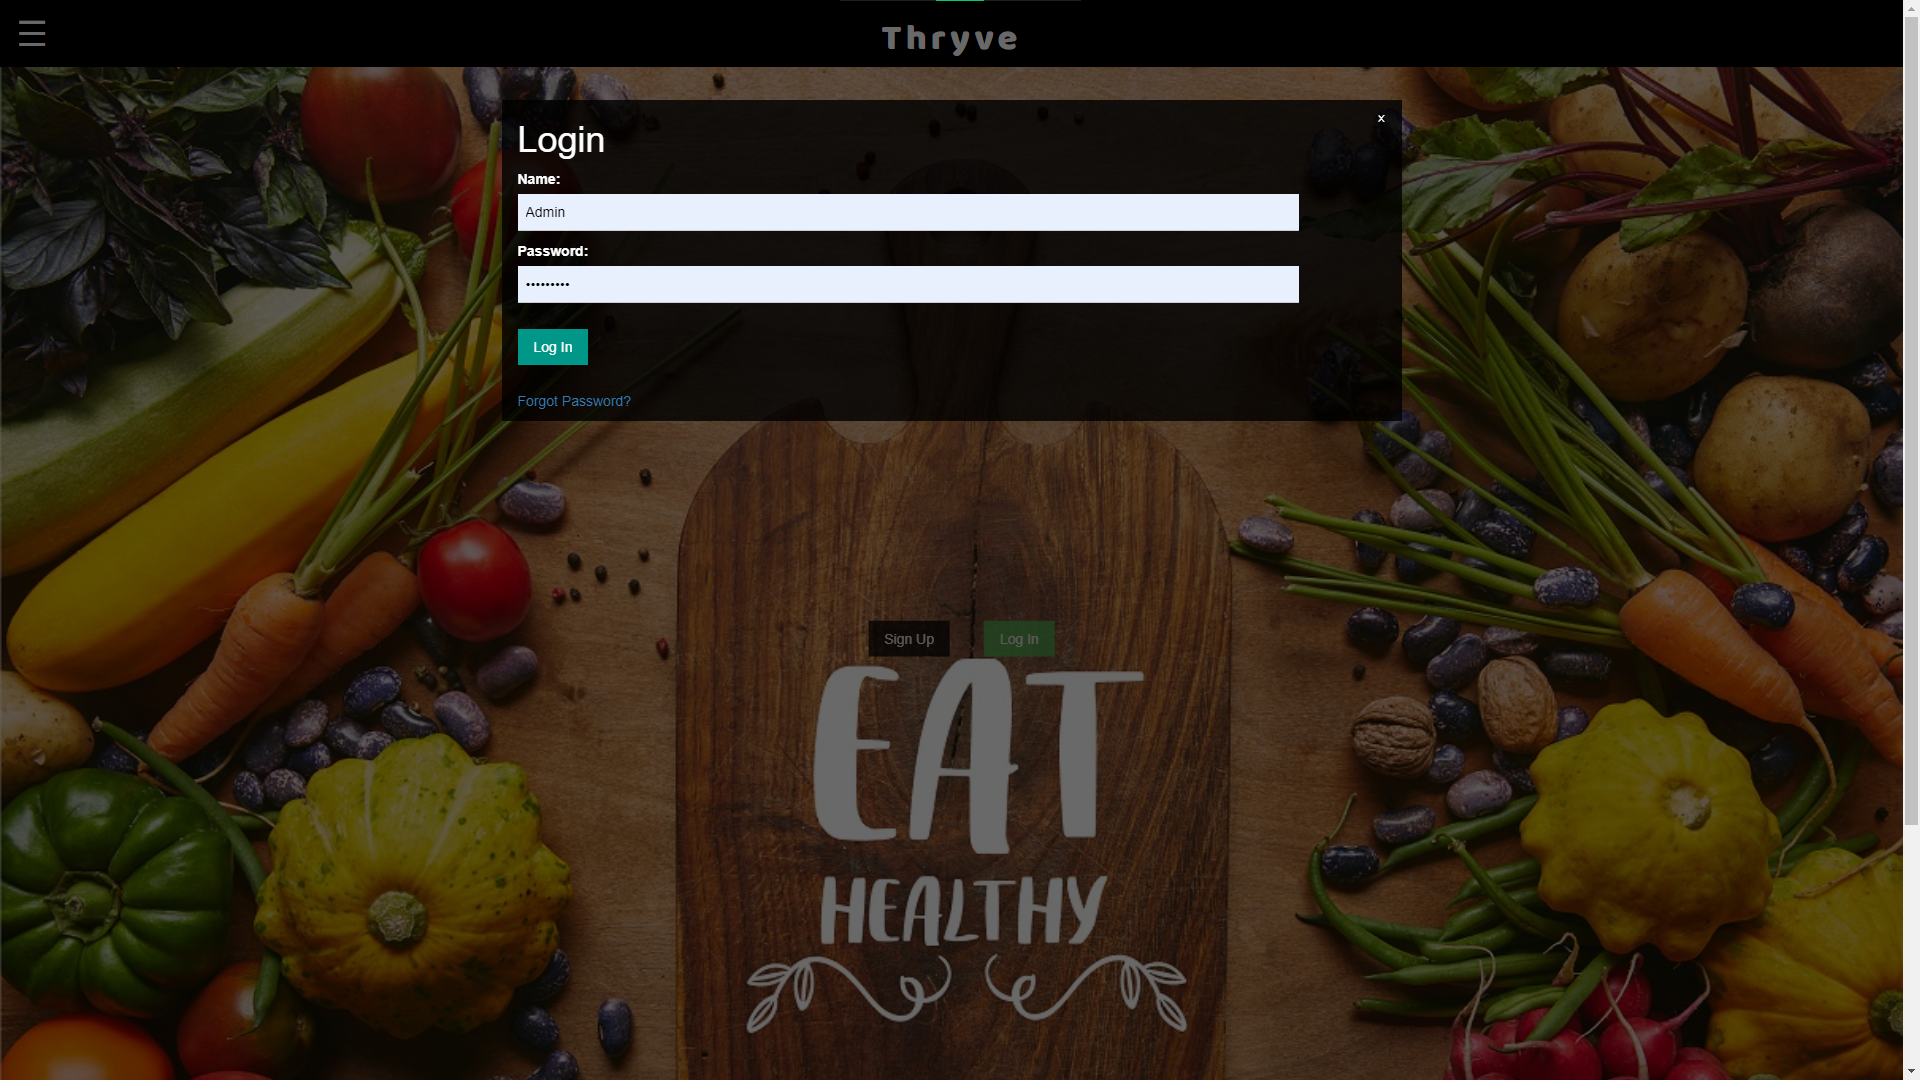 ☰
Thryve
x
Login
Name:
Admin
Password:
•••••••••
Log In
Forgot Password?
Sign Up
Log In
EAT
HEALTHY